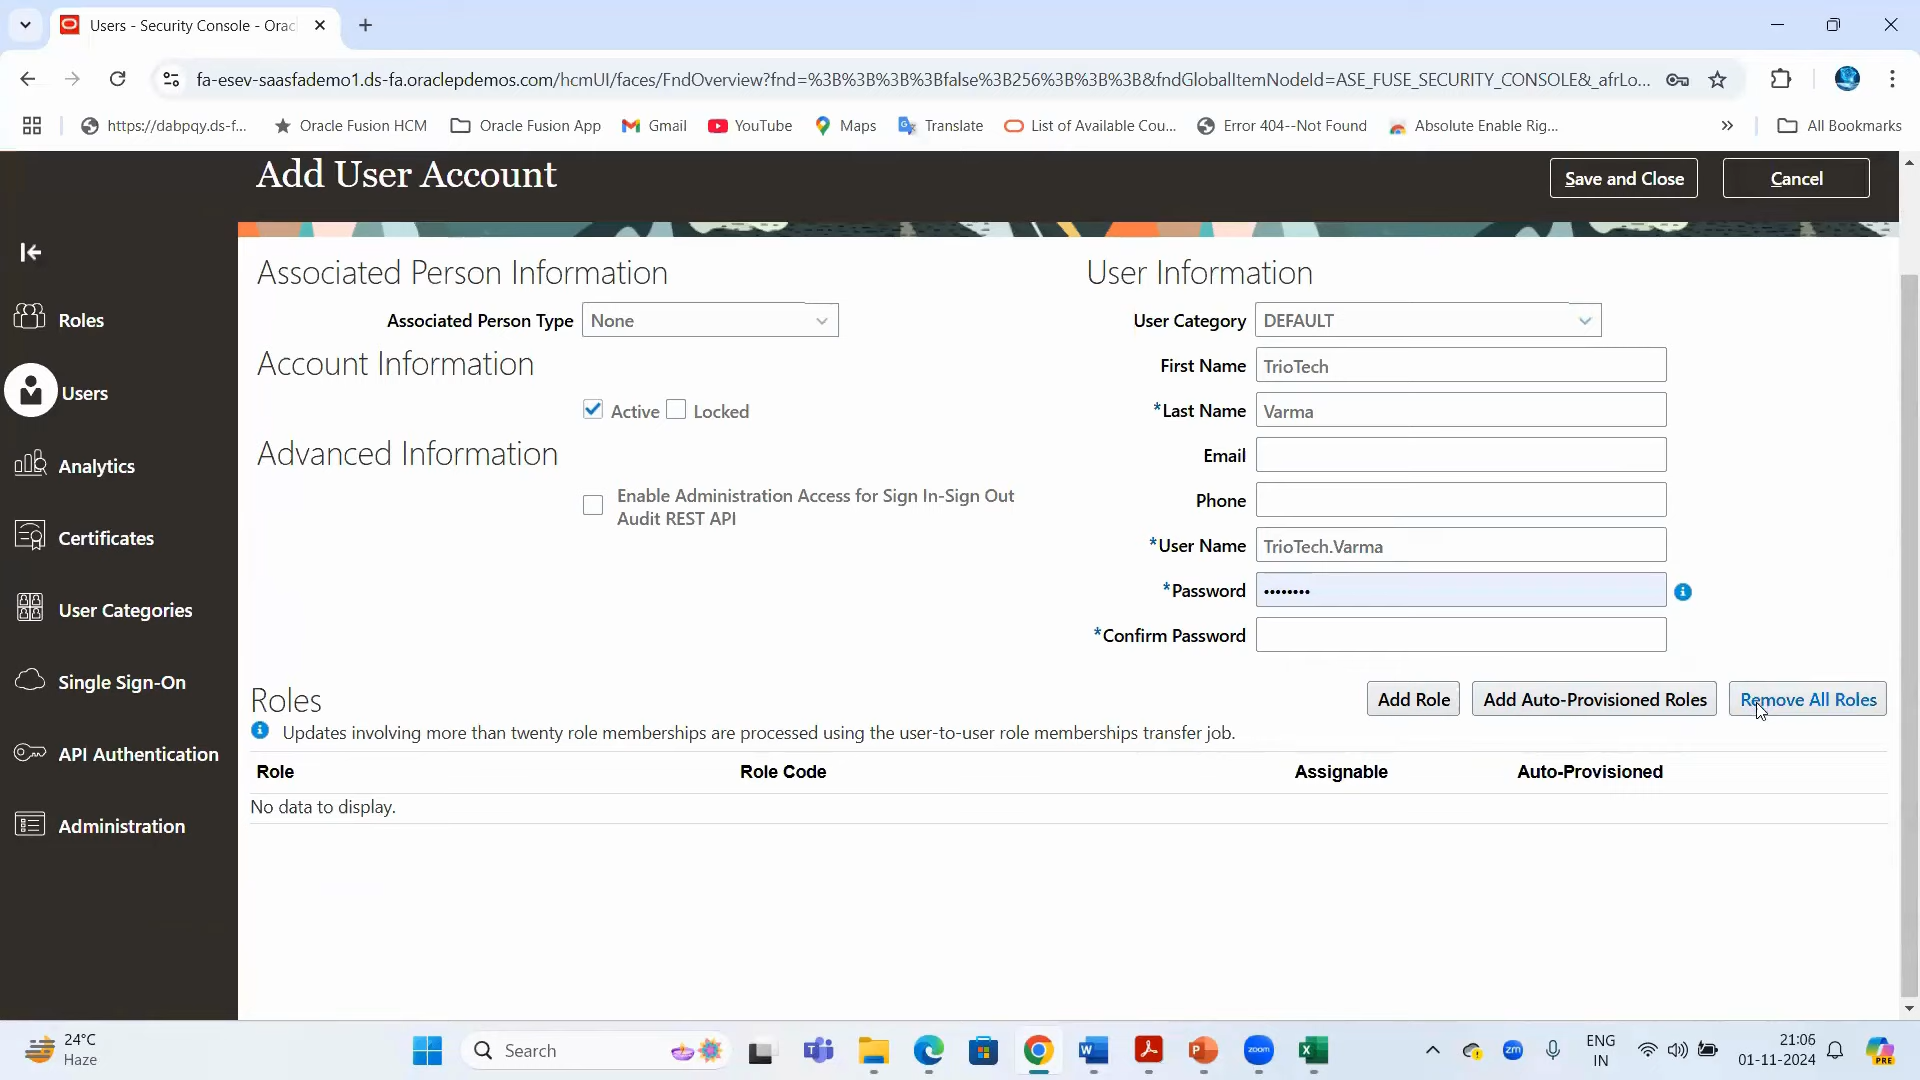 Users - Security Console - Orac
fa-esev-saasfademo1.ds-fa.oraclepdemos.com/hcmUI/faces/FndOverview?fnd=%3B%3B%3B%3Bfalse%3B256%3B%3B%3B&fndGlobalItemNodeId=ASE_FUSE_SECURITY_CONSOLE&_afrLo...
https://dabpqy.ds-f... Oracle Fusion HCM Oracle Fusion App Gmail YouTube Maps Translate List of Available Cou... Error 404--Not Found Absolute Enable Rig... » All Bookmarks
Add User Account Save and Close Cancel
Associated Person Information User Information
Roles Associated Person Type None User Category DEFAULT
Account Information First Name TrioTech
Users Active Locked *Last Name Varma
Advanced Information Email
Analytics Enable Administration Access for Sign In-Sign Out Phone
Audit REST API
Certificates *User Name TrioTech.Varma
User Categories *Password ••••••••
*Confirm Password
Single Sign-On Roles Add Role Add Auto-Provisioned Roles Remove All Roles
Updates involving more than twenty role memberships are processed using the user-to-user role memberships transfer job.
API Authentication Role Role Code Assignable Auto-Provisioned
No data to display.
Administration
24°C
Haze
Search
ENG
IN
21:06
01-11-2024